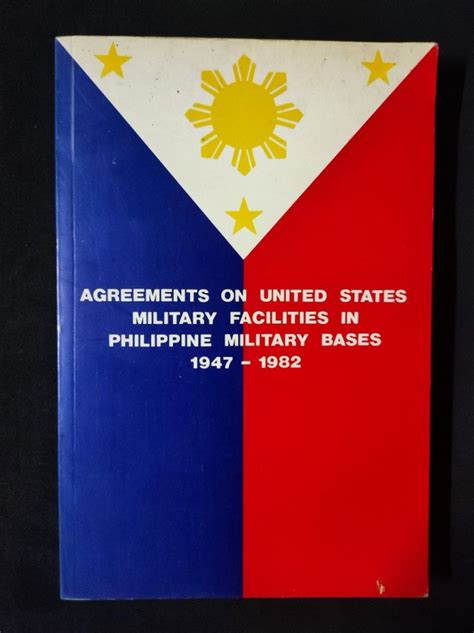 AGREEMENTS ON UNITED STATES
MILITARY FACILITIES IN
PHILIPPINE MILITARY BASES
1947 – 1982